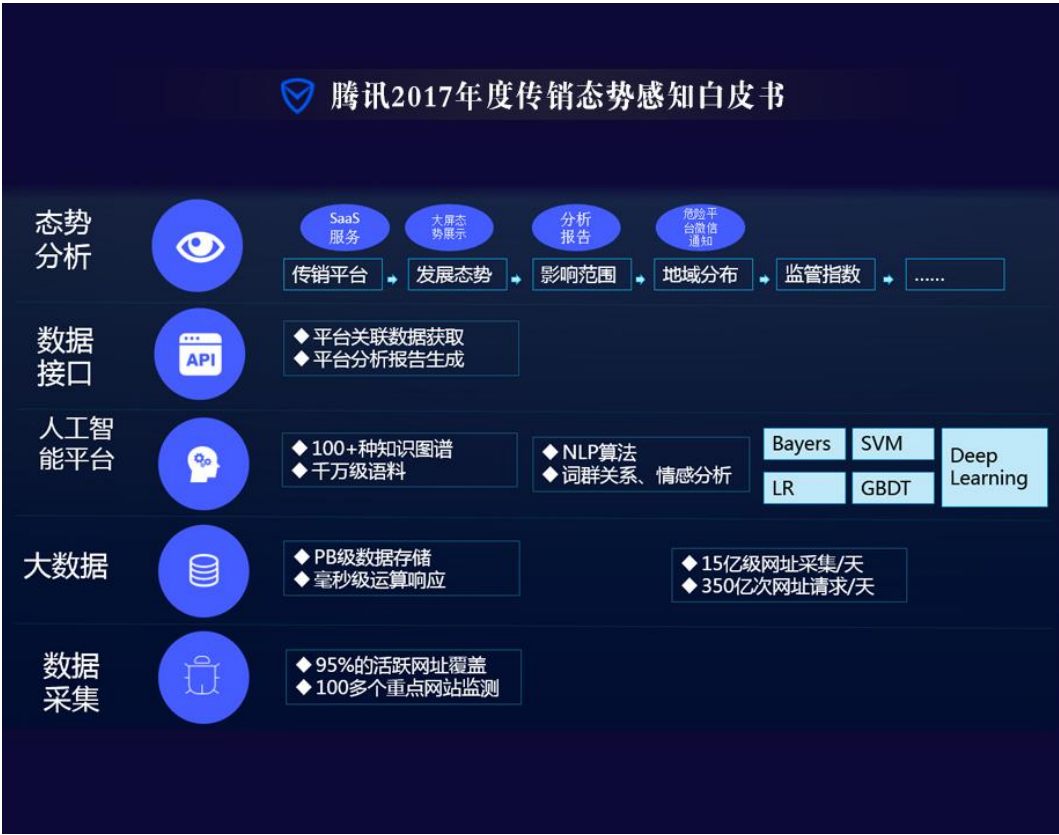 腾讯2017年度传销态势感知白皮书
态势
分析
SaaS
服务
大屏态
势展示
分析
报告
危险平
台微信
通知
传销平台
发展态势
影响范围
地域分布
监管指数
......
数据
接口
API
◆平台关联数据获取
◆平台分析报告生成
人工智
能平台
◆100+种知识图谱
◆千万级语料
◆NLP算法
◆词群关系、情感分析
Bayers
SVM
LR
GBDT
Deep
Learning
大数据
◆PB级数据存储
◆毫秒级运算响应
◆15亿级网址采集/天
◆350亿次网址请求/天
数据
采集
◆95%的活跃网址覆盖
◆100多个重点网站监测